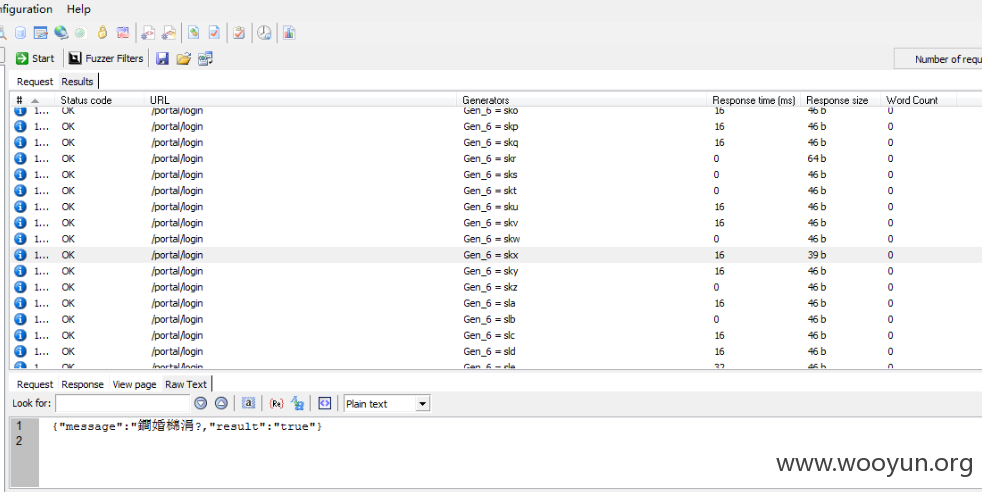 nfiguration Help
Start Fuzzer Filters Number of requ
Request Results
# Status code URL Generators Response time (ms) Response size Word Count
1... OK /portal/login Gen_6 = sko 16 46 b 0
1... OK /portal/login Gen_6 = skp 16 46 b 0
1... OK /portal/login Gen_6 = skq 16 46 b 0
1... OK /portal/login Gen_6 = skr 0 64 b 0
1... OK /portal/login Gen_6 = sks 0 46 b 0
1... OK /portal/login Gen_6 = skt 0 46 b 0
1... OK /portal/login Gen_6 = sku 16 46 b 0
1... OK /portal/login Gen_6 = skv 16 46 b 0
1... OK /portal/login Gen_6 = skw 0 46 b 0
1... OK /portal/login Gen_6 = skx 16 39 b 0
1... OK /portal/login Gen_6 = sky 16 46 b 0
1... OK /portal/login Gen_6 = skz 0 46 b 0
1... OK /portal/login Gen_6 = sla 16 46 b 0
1... OK /portal/login Gen_6 = slb 0 46 b 0
1... OK /portal/login Gen_6 = slc 16 46 b 0
1... OK /portal/login Gen_6 = sld 16 46 b 0
1... OK /portal/login Gen_6 = sle 32 46 b 0
Request Response View page Raw Text
Look for: Plain text
1 {"message":"婚?,"result":"true"}
2
www.wooyun.org